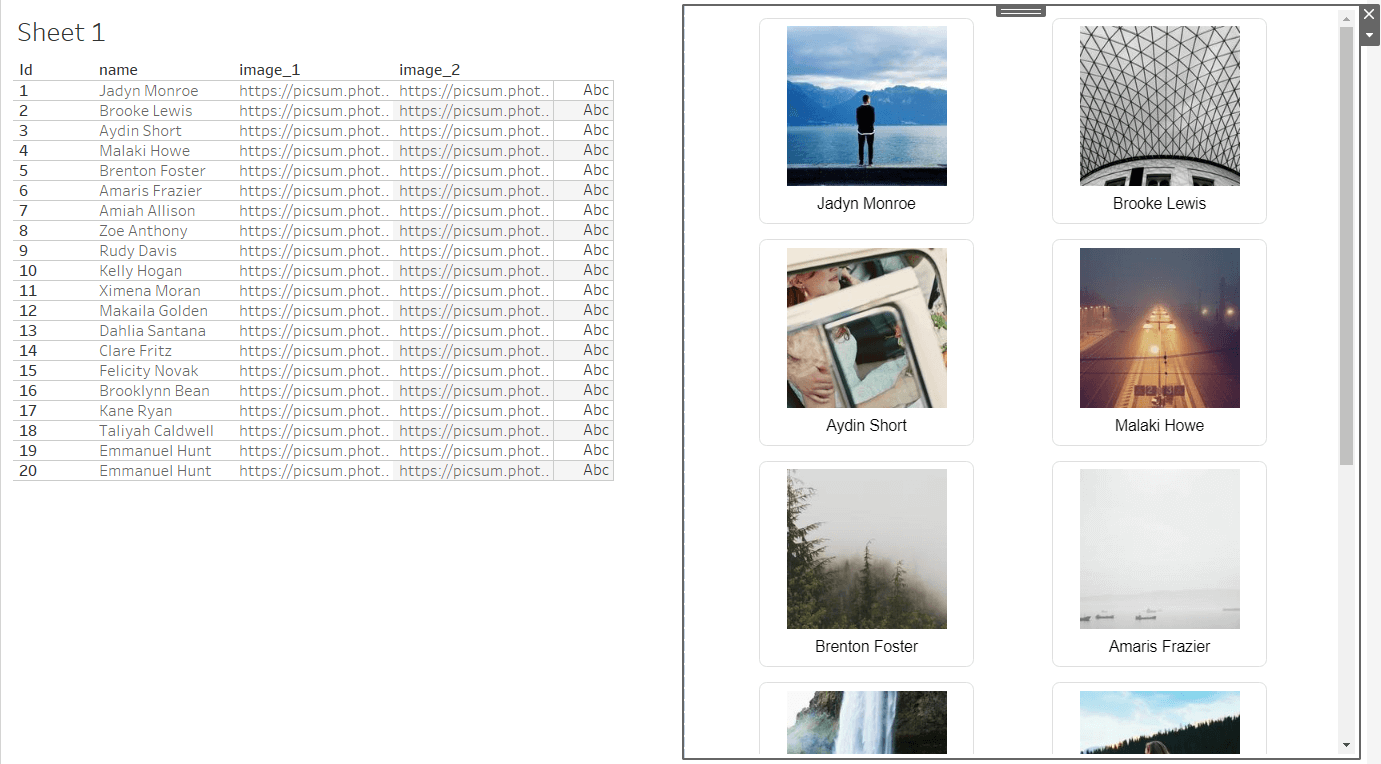 Sheet 1
Id name image_1 image_2
1 Jadyn Monroe https://picsum.phot.. https://picsum.phot.. Abc
2 Brooke Lewis https://picsum.phot.. https://picsum.phot.. Abc
3 Aydin Short https://picsum.phot.. https://picsum.phot.. Abc
4 Malaki Howe https://picsum.phot.. https://picsum.phot.. Abc
5 Brenton Foster https://picsum.phot.. https://picsum.phot.. Abc
6 Amaris Frazier https://picsum.phot.. https://picsum.phot.. Abc
7 Amiah Allison https://picsum.phot.. https://picsum.phot.. Abc
8 Zoe Anthony https://picsum.phot.. https://picsum.phot.. Abc
9 Rudy Davis https://picsum.phot.. https://picsum.phot.. Abc
10 Kelly Hogan https://picsum.phot.. https://picsum.phot.. Abc
11 Ximena Moran https://picsum.phot.. https://picsum.phot.. Abc
12 Makaila Golden https://picsum.phot.. https://picsum.phot.. Abc
13 Dahlia Santana https://picsum.phot.. https://picsum.phot.. Abc
14 Clare Fritz https://picsum.phot.. https://picsum.phot.. Abc
15 Felicity Novak https://picsum.phot.. https://picsum.phot.. Abc
16 Brooklynn Bean https://picsum.phot.. https://picsum.phot.. Abc
17 Kane Ryan https://picsum.phot.. https://picsum.phot.. Abc
18 Taliyah Caldwell https://picsum.phot.. https://picsum.phot.. Abc
19 Emmanuel Hunt https://picsum.phot.. https://picsum.phot.. Abc
20 Emmanuel Hunt https://picsum.phot.. https://picsum.phot.. Abc
Jadyn Monroe
Brooke Lewis
Aydin Short
Malaki Howe
Brenton Foster
Amaris Frazier